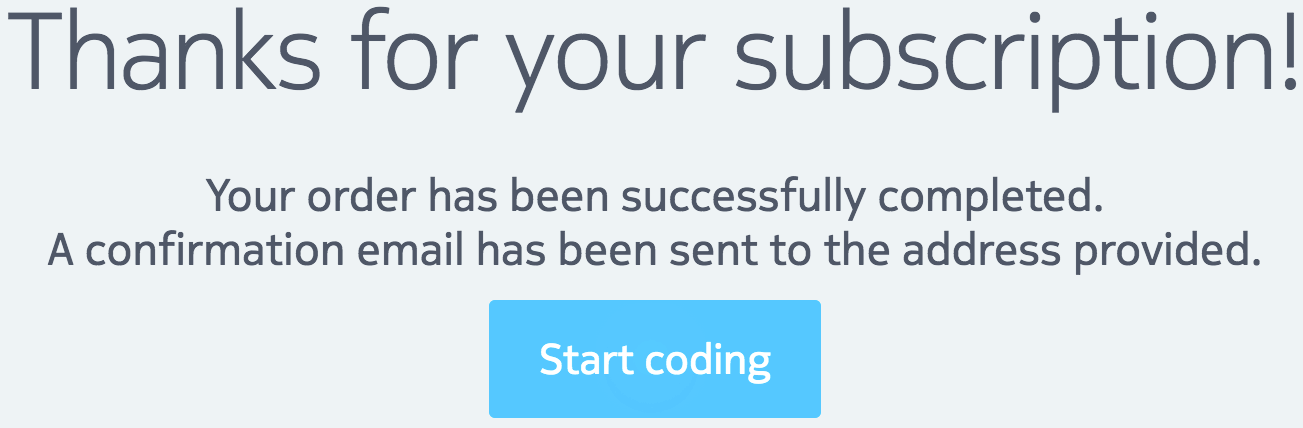 Thanks for your subscription!
Your order has been successfully completed.
A confirmation email has been sent to the address provided.
Start coding